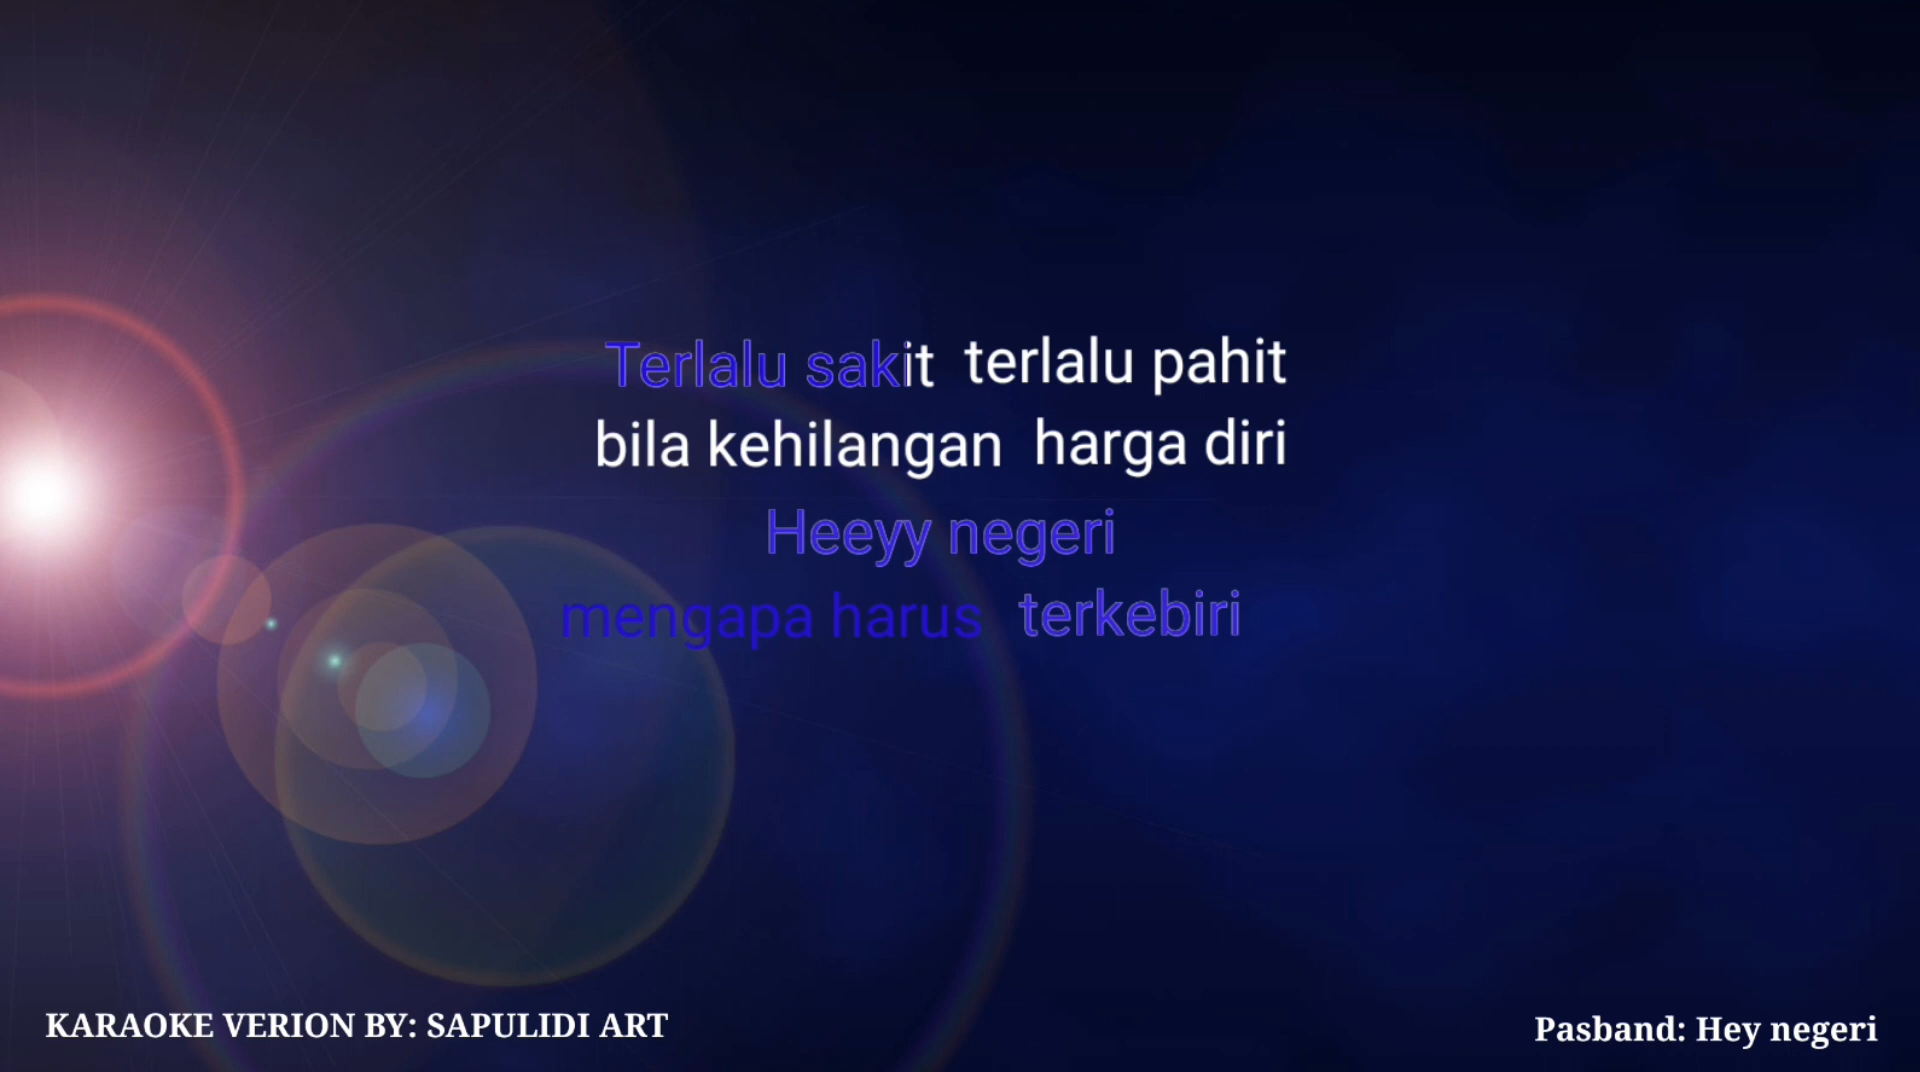 Terlalu sakit terlalu pahit
bila kehilangan harga diri
Heeyy negeri
mengapa harus terkebiri
KARAOKE VERION BY: SAPULIDI ART
Pasband: Hey negeri